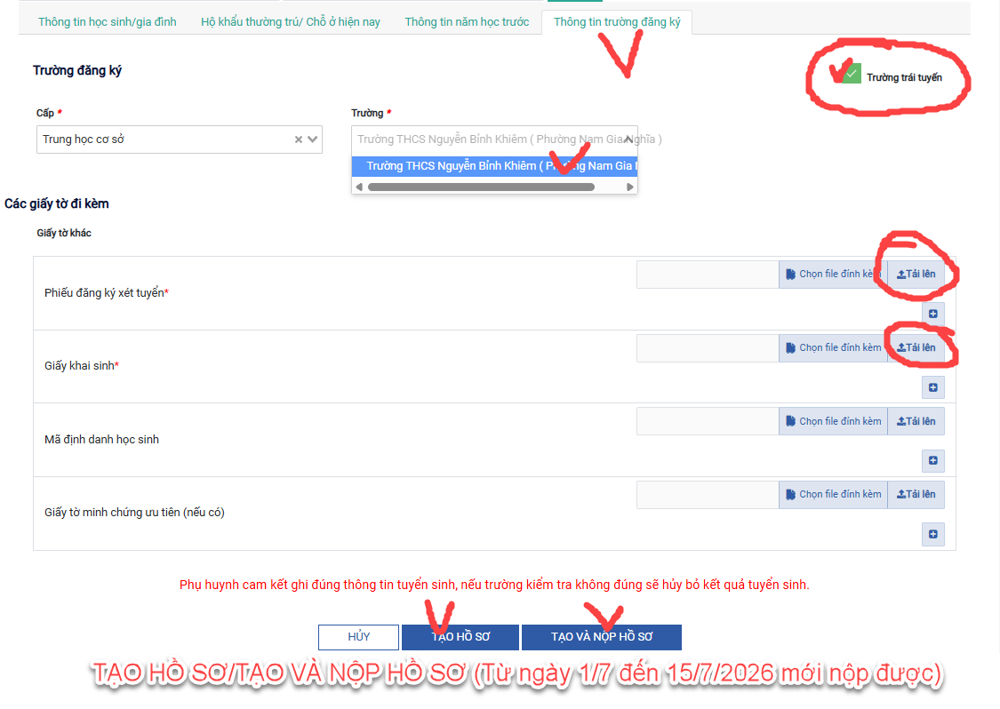 Thông tin học sinh/gia đình Hộ khẩu thường trú/ Chỗ ở hiện nay Thông tin năm học trước Thông tin trường đăng ký
Trường đăng ký
Trường trái tuyến
Cấp * Trường *
Trung học cơ sở Trường THCS Nguyễn Bỉnh Khiêm ( Phường Nam Gia Nghĩa )
Trường THCS Nguyễn Bỉnh Khiêm ( Phường Nam Gia
Các giấy tờ đi kèm
Giấy tờ khác
Chọn file đính kèm Tải lên
Phiếu đăng ký xét tuyển*
Chọn file đính kèm Tải lên
Giấy khai sinh*
Chọn file đính kèm Tải lên
Mã định danh học sinh
Chọn file đính kèm Tải lên
Giấy tờ minh chứng ưu tiên (nếu có)
Phụ huynh cam kết ghi đúng thông tin tuyển sinh, nếu trường kiểm tra không đúng sẽ hủy bỏ kết quả tuyển sinh.
HỦY TẠO HỒ SƠ TẠO VÀ NỘP HỒ SƠ
TẠO HỒ SƠ/TẠO VÀ NỘP HỒ SƠ (Từ ngày 1/7 đến 15/7/2026 mới nộp được)